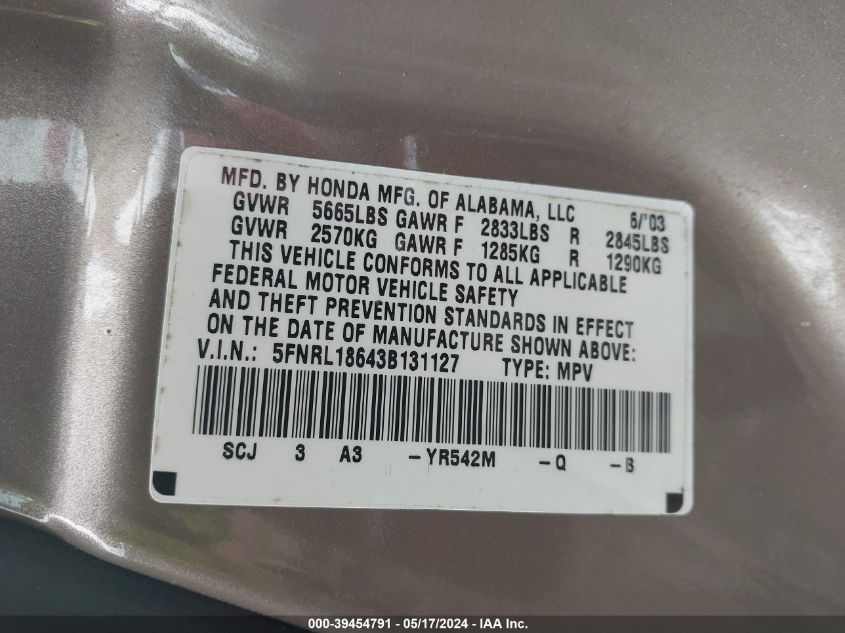 MFD. BY HONDA MFG. OF ALABAMA, LLC 6/'03
GVWR 5665LBS GAWR F 2833LBS R 2845LBS
GVWR 2570KG GAWR F 1285KG R 1290KG
THIS VEHICLE CONFORMS TO ALL APPLICABLE
FEDERAL MOTOR VEHICLE SAFETY
AND THEFT PREVENTION STANDARDS IN EFFECT
ON THE DATE OF MANUFACTURE SHOWN ABOVE:
V.I.N.: 5FNRL18643B131127 TYPE: MPV
SCJ 3 A3 -YR542M -Q -B
000-39454791 - 05/17/2024 - IAA Inc.